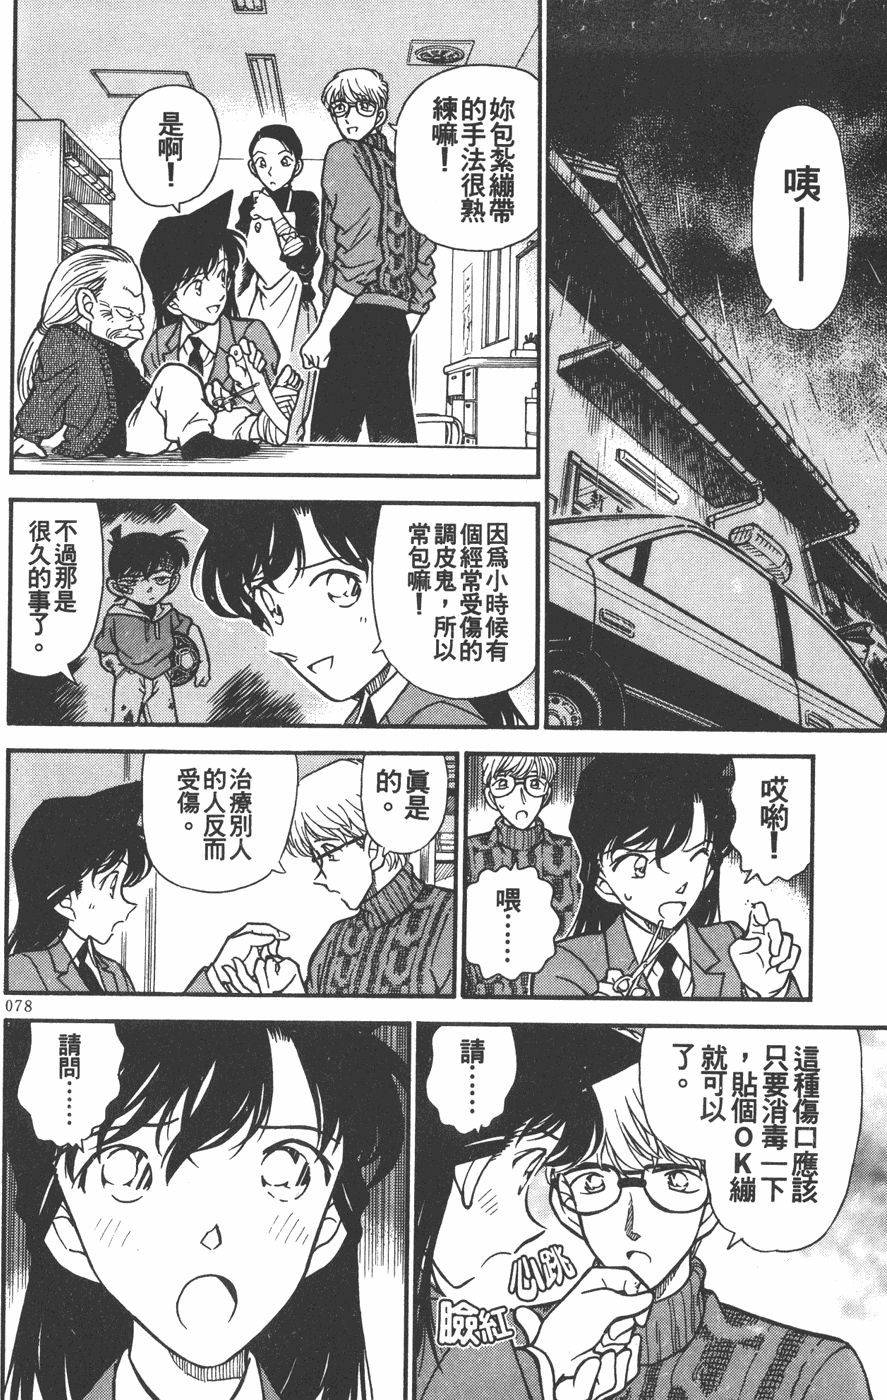 咦——
妳包紮繃帶
的手法很熟
練嘛！
是啊！
因爲小時候有
個經常受傷的
調皮鬼，所以
常包嘛！
不過那是
很久的事了。
哎喲！
喂……
眞是
的。
治療別人
的人反而
受傷。
078
這種傷口應該
只要消毒一下
，貼個OK繃
就可以
了。
請……
心跳
臉紅
請問……